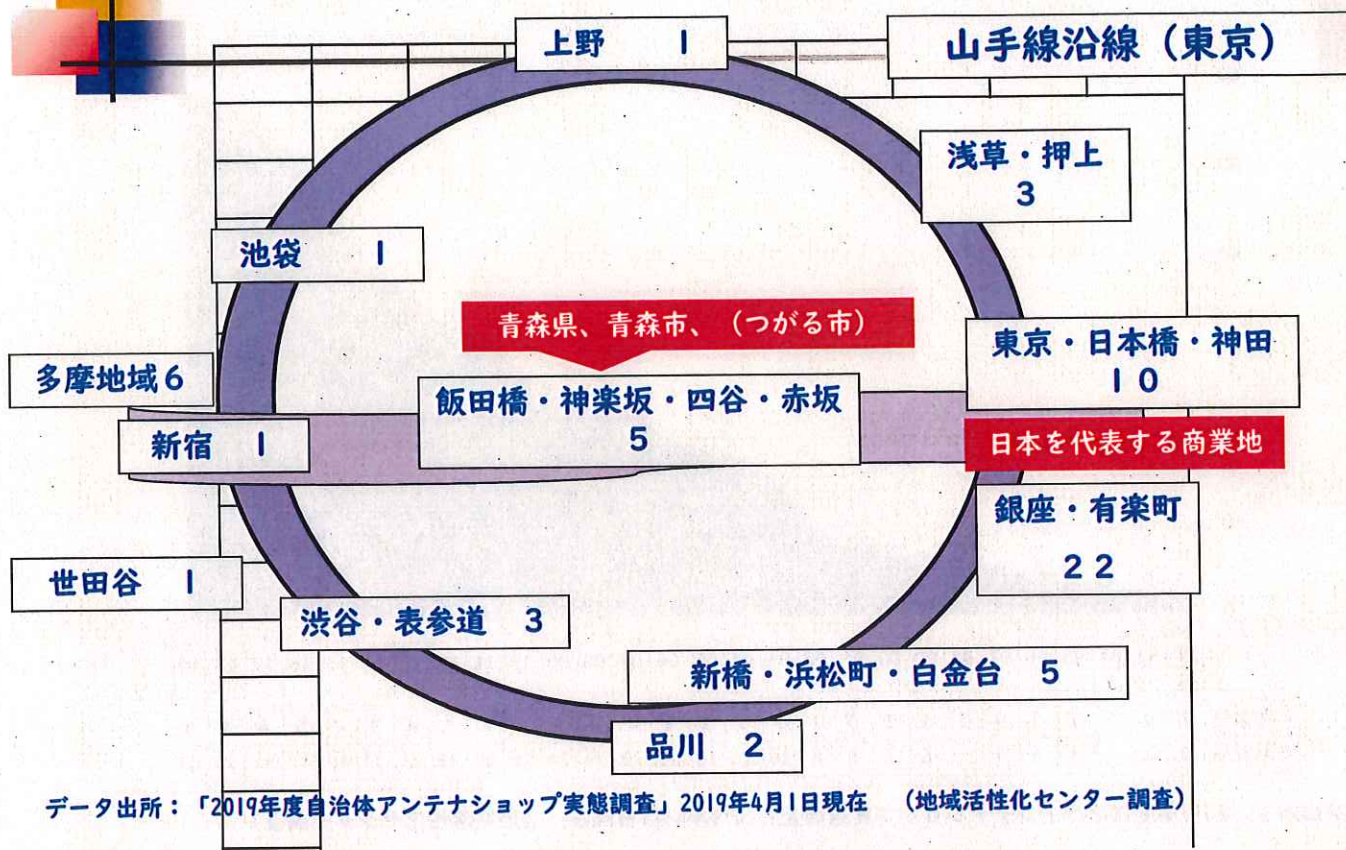 山手線沿線（東京）
上野 1
浅草・押上
3
池袋 1
青森県、青森市、（つがる市）
東京・日本橋・神田
10
多摩地域6
飯田橋・神楽坂・四谷・赤坂
5
新宿 1
日本を代表する商業地
銀座・有楽町
22
世田谷 1
渋谷・表参道 3
新橋・浜松町・白金台 5
品川 2
データ出所：「2019年度自治体アンテナショップ実態調査」2019年4月1日現在 （地域活性化センター調査）